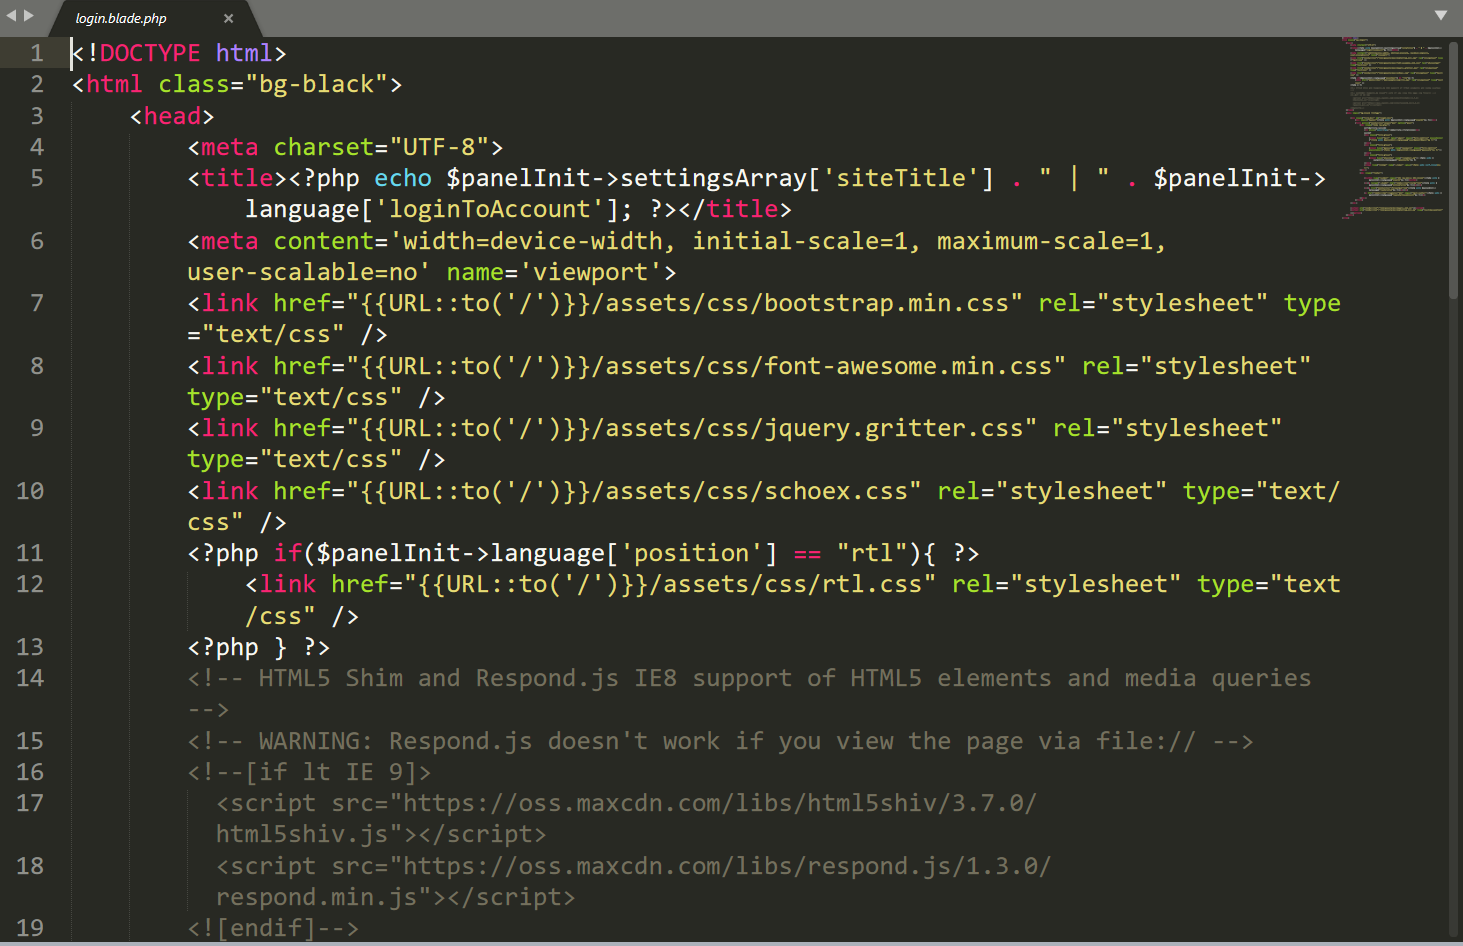 login.blade.php ×
1 <!DOCTYPE html>
2 <html class="bg-black">
3 <head>
4 <meta charset="UTF-8">
5 <title><?php echo $panelInit->settingsArray['siteTitle'] . " | " . $panelInit->
language['loginToAccount']; ?></title>
6 <meta content='width=device-width, initial-scale=1, maximum-scale=1,
user-scalable=no' name='viewport'>
7 <link href="{{URL::to('/')}}/assets/css/bootstrap.min.css" rel="stylesheet" type
="text/css" />
8 <link href="{{URL::to('/')}}/assets/css/font-awesome.min.css" rel="stylesheet"
type="text/css" />
9 <link href="{{URL::to('/')}}/assets/css/jquery.gritter.css" rel="stylesheet"
type="text/css" />
10 <link href="{{URL::to('/')}}/assets/css/schoex.css" rel="stylesheet" type="text/
css" />
11 <?php if($panelInit->language['position'] == "rtl"){ ?>
12 <link href="{{URL::to('/')}}/assets/css/rtl.css" rel="stylesheet" type="text
/css" />
13 <?php } ?>
14 <!-- HTML5 Shim and Respond.js IE8 support of HTML5 elements and media queries
-->
15 <!-- WARNING: Respond.js doesn't work if you view the page via file:// -->
16 <!--[if lt IE 9]>
17 <script src="https://oss.maxcdn.com/libs/html5shiv/3.7.0/
html5shiv.js"></script>
18 <script src="https://oss.maxcdn.com/libs/respond.js/1.3.0/
respond.min.js"></script>
19 <![endif]-->